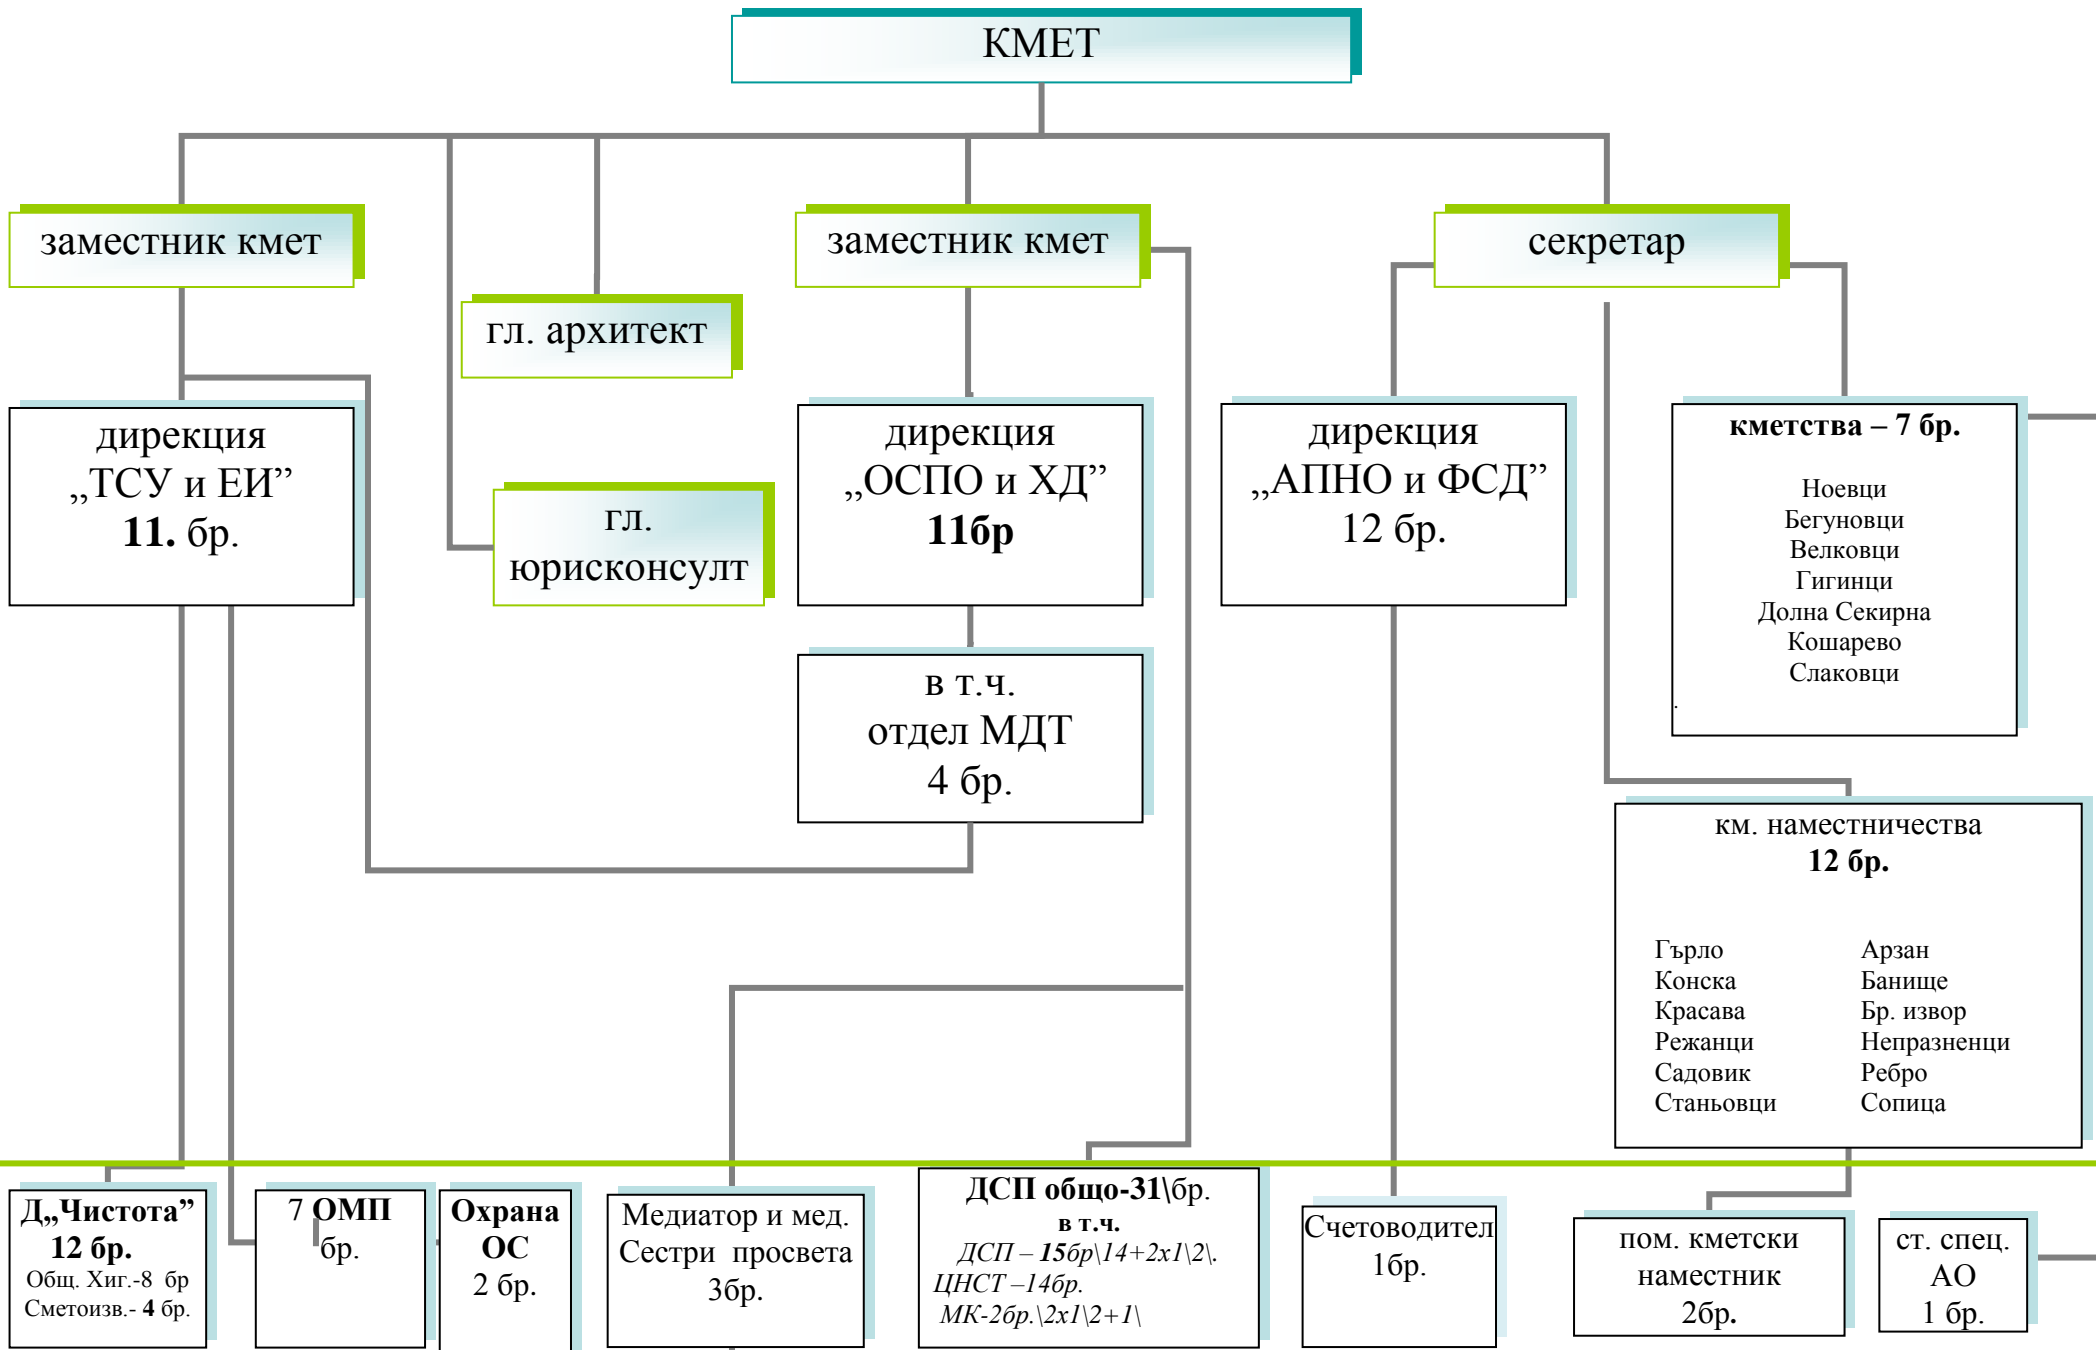 КМЕТ
заместник кмет
заместник кмет
секретар
гл. архитект
гл.
юрисконсулт
дирекция
„ТСУ и ЕИ”
11. бр.
дирекция
„ОСПО и ХД”
11бр
дирекция
„АПНО и ФСД”
12 бр.
кметства – 7 бр.
Ноевци
Бегуновци
Велковци
Гигинци
Долна Секирна
Кошарево
Слаковци
.
в т.ч.
отдел МДТ
4 бр.
км. наместничества
12 бр.
Гърло Арзан
Конска Банище
Красава Бр. извор
Режанци Непразненци
Садовик Ребро
Станьовци Сопица
Д„Чистота”
12 бр.
Общ. Хиг.-8 бр
Сметоизв.- 4 бр.
7 ОМП
бр.
Охрана
ОС
2 бр.
Медиатор и мед.
Сестри просвета
3бр.
ДСП общо-31\бр.
в т.ч.
ДСП – 15бр\14+2х1\2\.
ЦНСТ –14бр.
МК-2бр.\2х1\2+1\
Счетоводител
1бр.
пом. кметски
наместник
2бр.
ст. спец.
АО
1 бр.